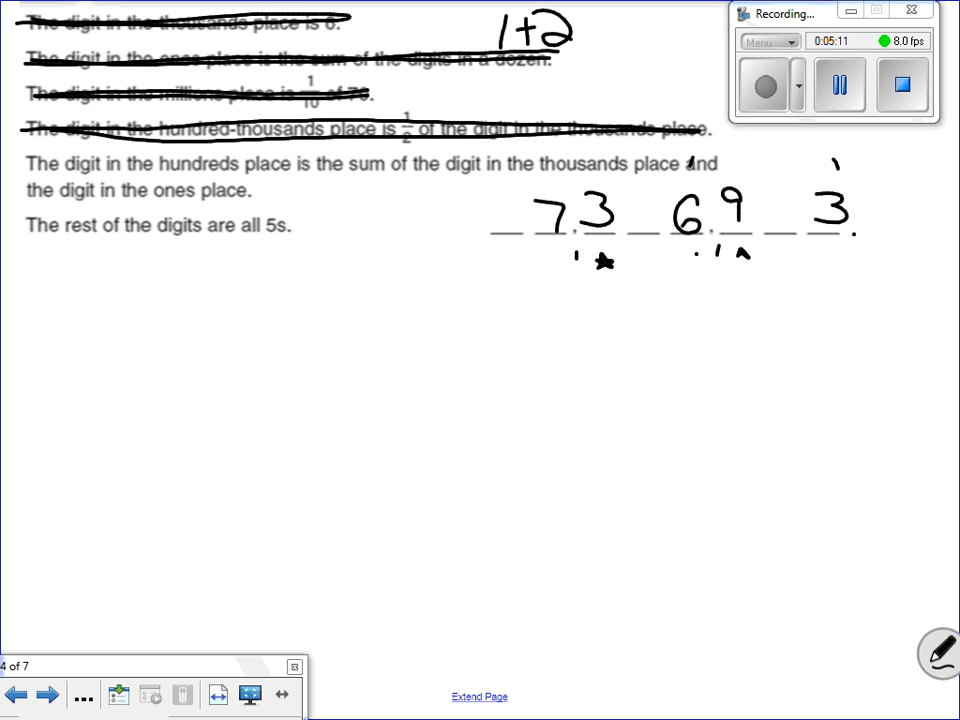 The digit in the thousands place is 6.
1+2
The digit in the ones place is the sum of the digits in a dozen.
The digit in the millions place is 1/10 of 70.
The digit in the hundred-thousands place is 1/2 of the digit in the thousands place.
The digit in the hundreds place is the sum of the digit in the thousands place and
the digit in the ones place.
The rest of the digits are all 5s.
_ 7, 3 _ 6, 9 _ 3.
Recording...
Menu
0:05:11
8.0 fps
4 of 7
...
Extend Page